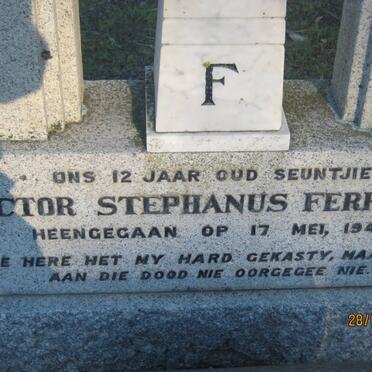 F
ONS 12 JAAR OUD SEUNTJIE
CTOR STEPHANUS FERR
HEENGEGAAN OP 17 MEI, 194
E HERE HET MY HARD GEKASTY, MAA
AAN DIE DOOD NIE OORGEGEE NIE.
28/